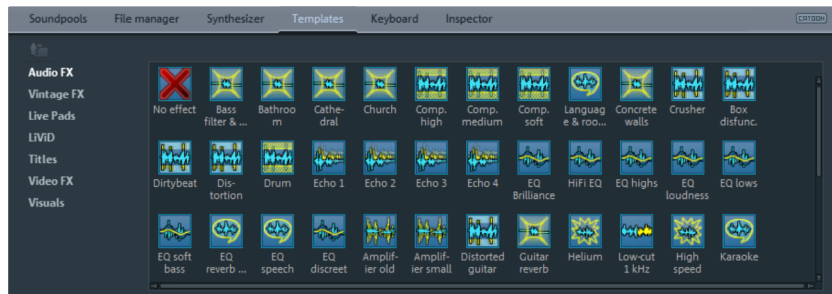 Soundpools File manager Synthesizer Templates Keyboard Inspector CATOON
Audio FX
Vintage FX
Live Pads
LiViD
Titles
Video FX
Visuals
No effect Bass Bathroo Cathe- Church Comp. Comp. Comp. Languag Concrete Crusher Box
filter & ... m dral high medium soft e & roo... walls disfunc.
Dirtybeat Dis- Drum Echo 1 Echo 2 Echo 3 Echo 4 EQ HiFi EQ EQ highs EQ EQ lows
tortion Brilliance loudness
EQ soft EQ EQ EQ Amplif- Amplif- Distorted Guitar Helium Low-cut High Karaoke
bass reverb ... speech discreet ier old ier small guitar reverb 1 kHz speed